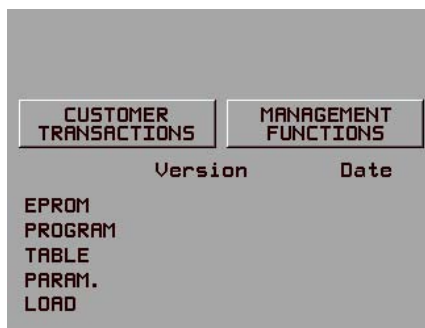 CUSTOMER TRANSACTIONS
MANAGEMENT FUNCTIONS
Version Date
EPROM
PROGRAM
TABLE
PARAM.
LOAD